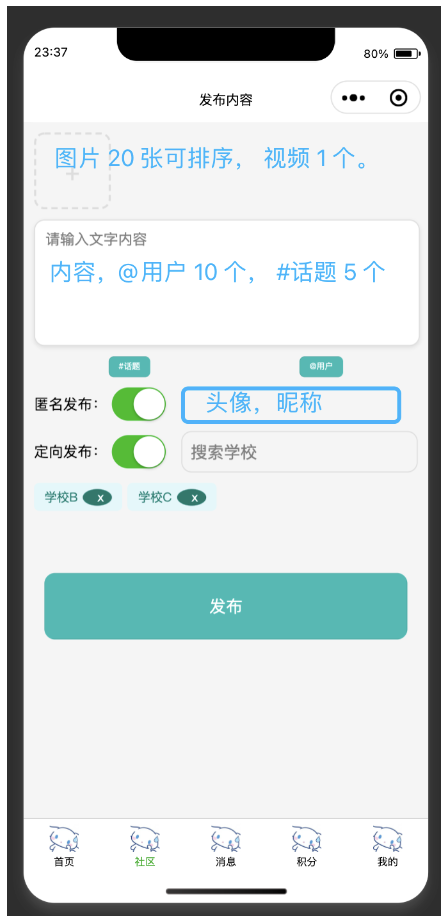 23:37
80%
发布内容
图片 20 张可排序， 视频 1 个。
+
请输入文字内容
内容，@用户 10 个， #话题 5 个
#话题
@用户
匿名发布：
头像，昵称
定向发布：
搜索学校
学校B x 学校C x
发布
首页 社区 消息 积分 我的